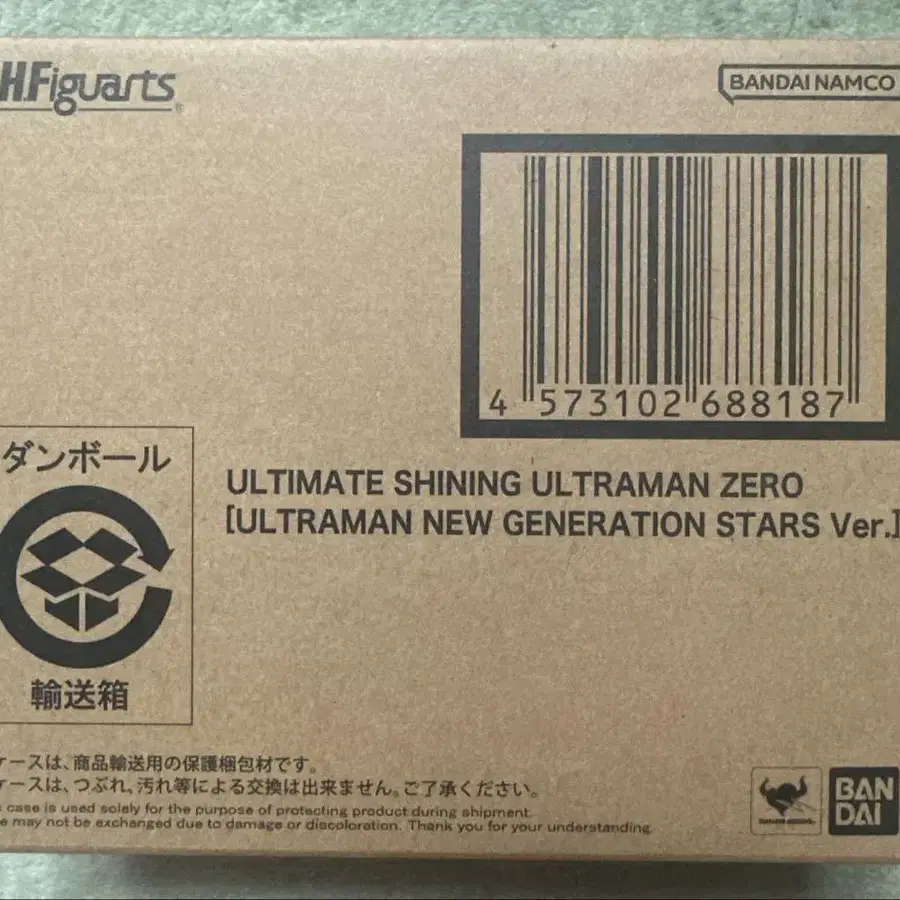 H.Figuarts®
BANDAI NAMCO
4 573102 688187
ダンボール
輸送箱
ULTIMATE SHINING ULTRAMAN ZERO
[ULTRAMAN NEW GENERATION STARS Ver.]
ケースは、商品輸送用の保護梱包材です。
ケースは、つぶれ、汚れ等による交換は出来ません。ご了承ください。
case is used solely for the purpose of protecting product during shipment.
may not be exchanged due to damage or discoloration. Thank you for your understanding.
BAN
DAI